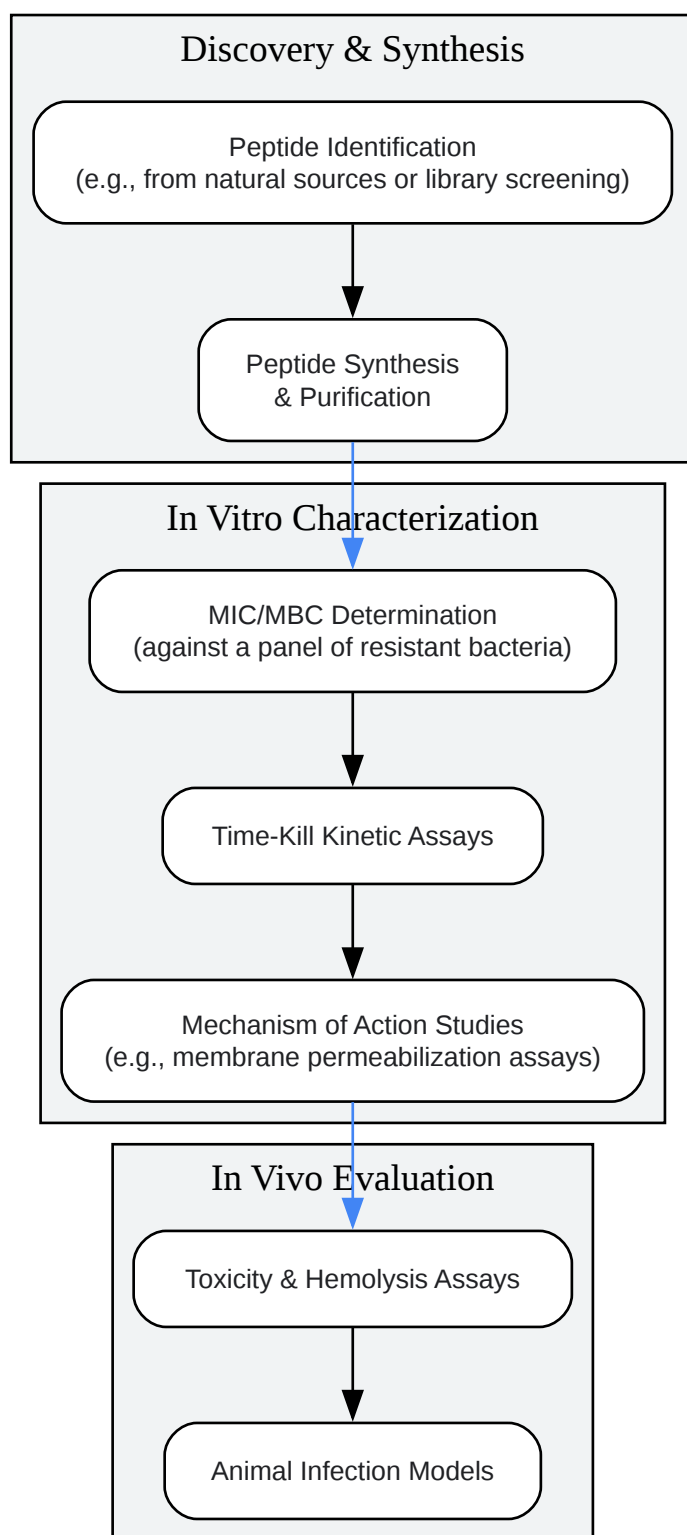 Discovery & Synthesis
Peptide Identification
(e.g., from natural sources or library screening)
Peptide Synthesis
& Purification
In Vitro Characterization
MIC/MBC Determination
(against a panel of resistant bacteria)
Time-Kill Kinetic Assays
Mechanism of Action Studies
(e.g., membrane permeabilization assays)
In Vivo Evaluation
Toxicity & Hemolysis Assays
Animal Infection Models